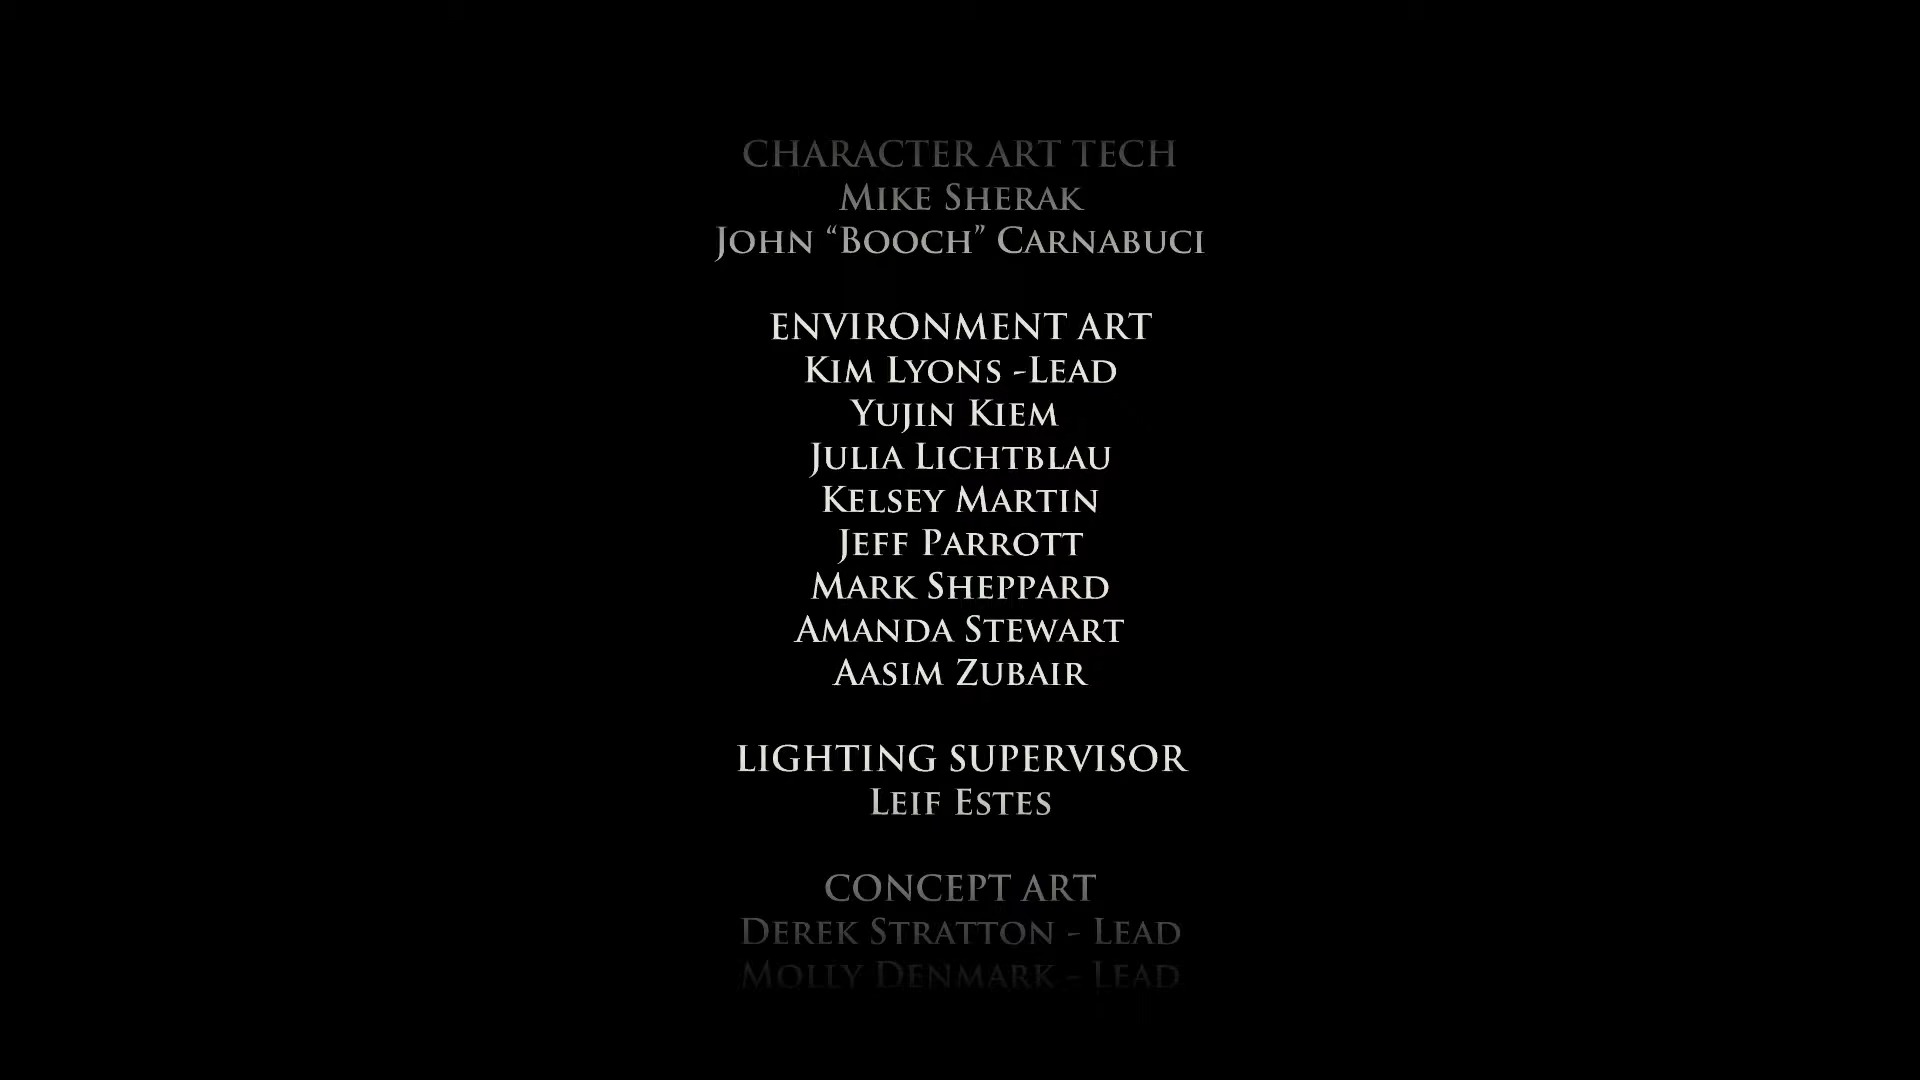 CHARACTER ART TECH
Mike Sherak
John “Booch” Carnabuci
ENVIRONMENT ART
Kim Lyons -Lead
Yujin Kiem
Julia Lichtblau
Kelsey Martin
Jeff Parrott
Mark Sheppard
Amanda Stewart
Aasim Zubair
LIGHTING SUPERVISOR
Leif Estes
CONCEPT ART
Derek Stratton - Lead
Molly Denmark - Lead